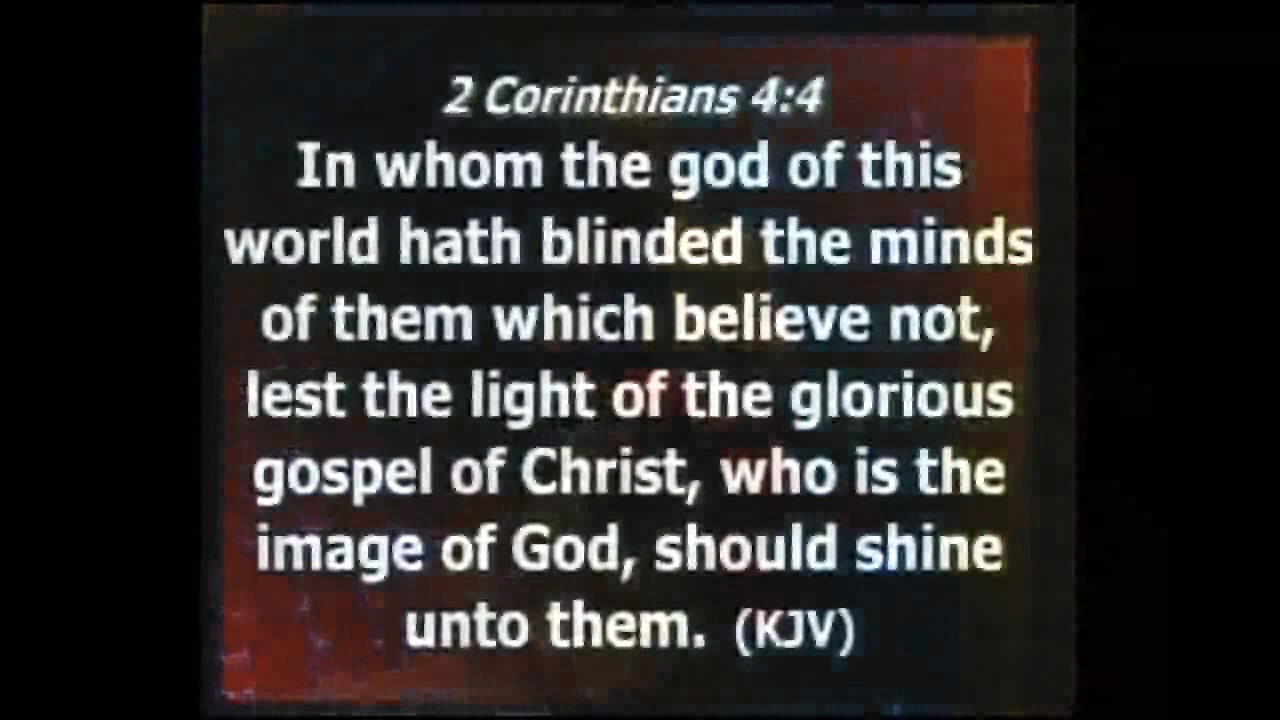 2 Corinthians 4:4
In whom the god of this
world hath blinded the minds
of them which believe not,
lest the light of the glorious
gospel of Christ, who is the
image of God, should shine
unto them. (KJV)